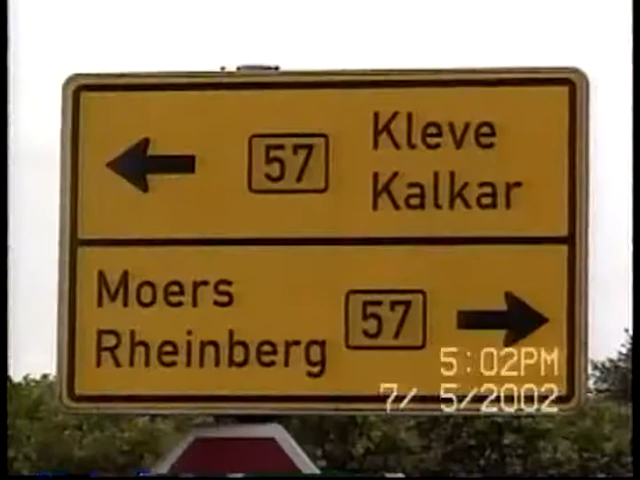 57 Kleve
Kalkar
Moers
Rheinberg 57
5:02PM
7/ 5/2002